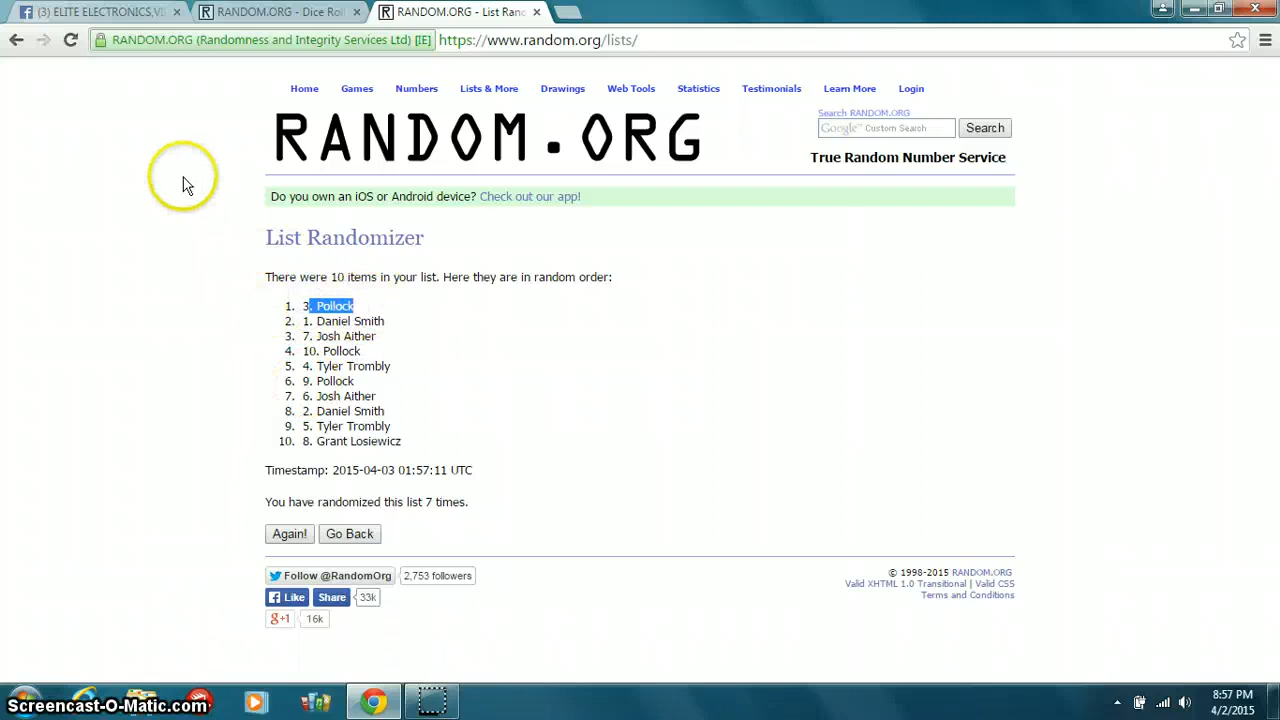 (3) ELITE ELECTRONICS,VI
RANDOM.ORG - Dice Roll
RANDOM.ORG - List Ran
RANDOM.ORG (Randomness and Integrity Services Ltd) [IE]
https://www.random.org/lists/
Home Games Numbers Lists & More Drawings Web Tools Statistics Testimonials Learn More Login
RANDOM.ORG
Search RANDOM.ORG
Google™ Custom Search
Search
True Random Number Service
Do you own an iOS or Android device? Check out our app!
List Randomizer
There were 10 items in your list. Here they are in random order:
1. 3. Pollock
2. 1. Daniel Smith
3. 7. Josh Aither
4. 10. Pollock
5. 4. Tyler Trombly
6. 9. Pollock
7. 6. Josh Aither
8. 2. Daniel Smith
9. 5. Tyler Trombly
10. 8. Grant Losiewicz
Timestamp: 2015-04-03 01:57:11 UTC
You have randomized this list 7 times.
Again! Go Back
Follow @RandomOrg 2,753 followers
Like Share 33k
g+1 16k
© 1998-2015 RANDOM.ORG
Valid XHTML 1.0 Transitional | Valid CSS
Terms and Conditions
Screencast-O-Matic.com
8:57 PM
4/2/2015